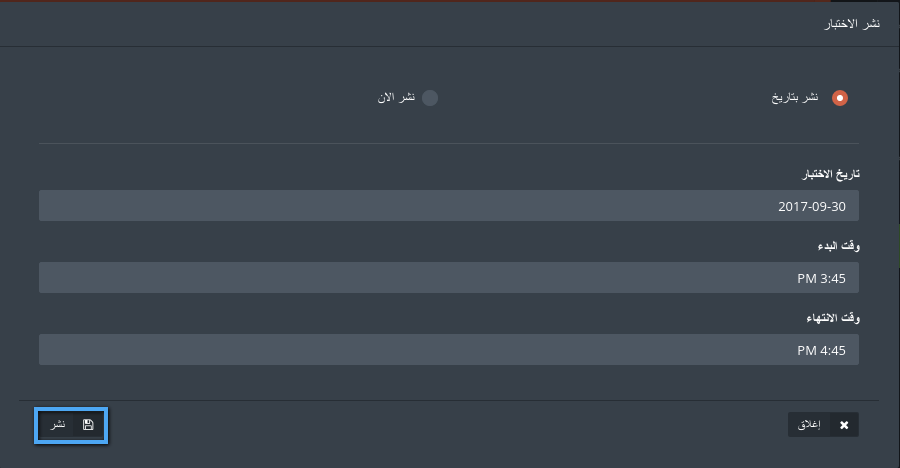 نشر الاختبار
نشر بتاريخ
نشر الان
تاريخ الاختبار
2017-09-30
وقت البدء
PM 3:45
وقت الانتهاء
PM 4:45
إغلاق
نشر